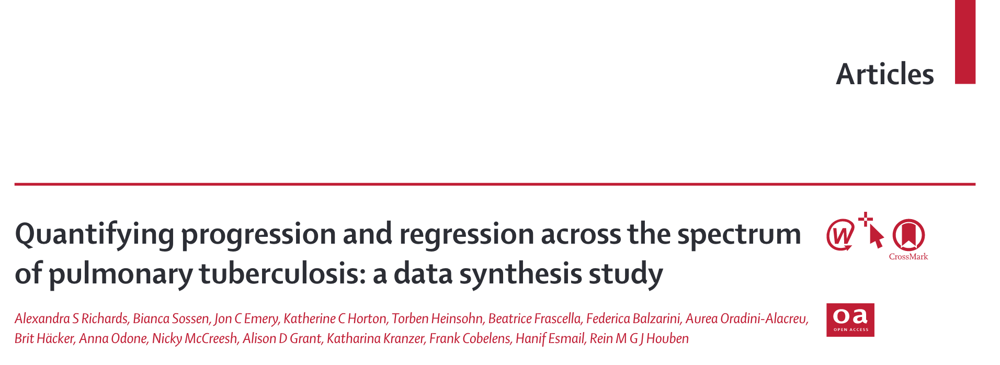 Articles
Quantifying progression and regression across the spectrum
of pulmonary tuberculosis: a data synthesis study
W
CrossMark
Alexandra S Richards, Bianca Sossen, Jon C Emery, Katherine C Horton, Torben Heinsohn, Beatrice Frascella, Federica Balzarini, Aurea Oradini-Alacreu,
Brit Häcker, Anna Odone, Nicky McCreesh, Alison D Grant, Katharina Kranzer, Frank Cobelens, Hanif Esmail, Rein M G J Houben
oa
OPEN ACCESS